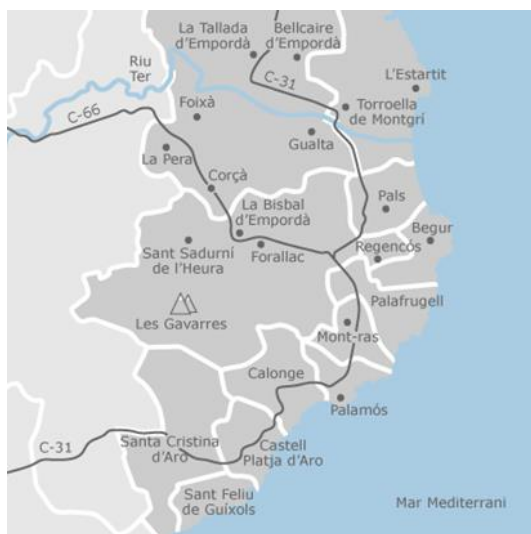 La Tallada
d'Empordà
Bellcaire
d'Empordà
Riu
Ter
C-31
L'Estartit
C-66
Foixà
Torroella
de Montgrí
Gualta
La Pera
Corçà
La Bisbal
d'Empordà
Pals
Begur
Sant Sadurní
de l'Heura
Forallac
Regencós
Palafrugell
Les Gavarres
Mont-ras
Calonge
Palamós
C-31
Santa Cristina
d'Aro
Castell
Platja d'Aro
Sant Feliu
de Guíxols
Mar Mediterrani